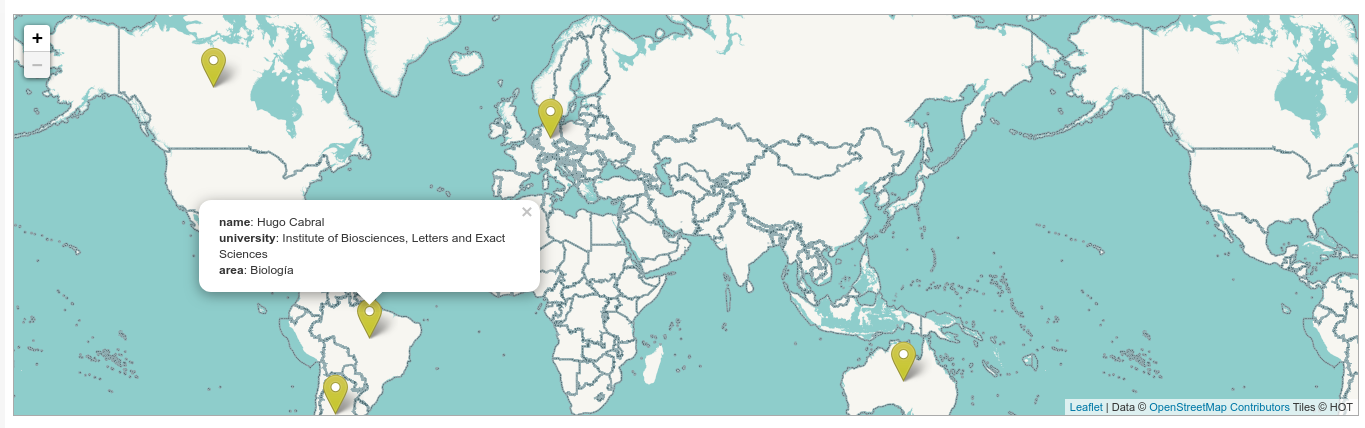 +
−
×
name: Hugo Cabral
university: Institute of Biosciences, Letters and Exact
Sciences
area: Biología
Leaflet | Data © OpenStreetMap Contributors Tiles © HOT